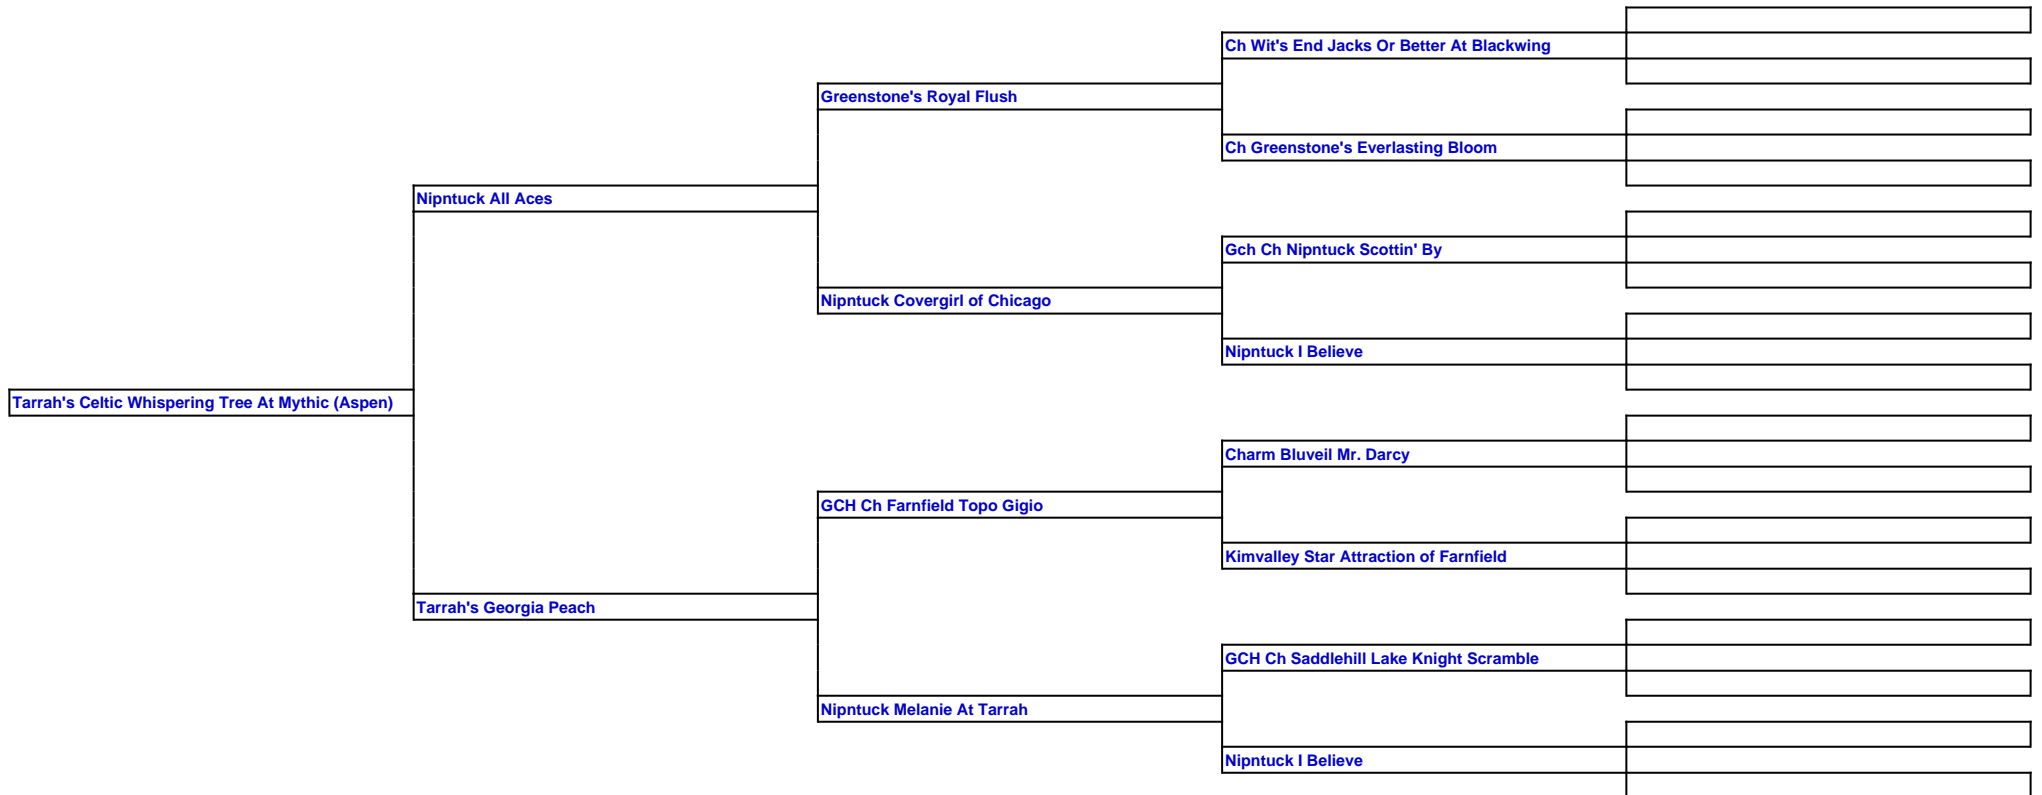 Ch Wit's End Jacks Or Better At Blackwing
Greenstone's Royal Flush
Ch Greenstone's Everlasting Bloom
Nipntuck All Aces
Gch Ch Nipntuck Scottin' By
Nipntuck Covergirl of Chicago
Nipntuck I Believe
Tarrah's Celtic Whispering Tree At Mythic (Aspen)
Charm Bluveil Mr. Darcy
GCH Ch Farnfield Topo Gigio
Kimvalley Star Attraction of Farnfield
Tarrah's Georgia Peach
GCH Ch Saddlehill Lake Knight Scramble
Nipntuck Melanie At Tarrah
Nipntuck I Believe